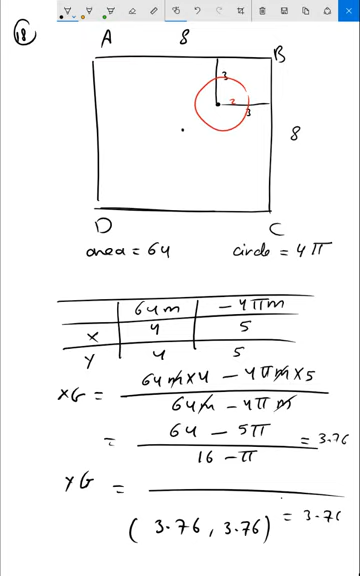 18
A 8 B
3
2
3
8
D C
area = 64 circle = 4π
64m -4πm
x 4 5
y 4 5
xG = 64m×4 - 4πm×5
64m - 4πm
= 64 - 5π = 3.76
16 - π
yG =
(3.76, 3.76) = 3.76